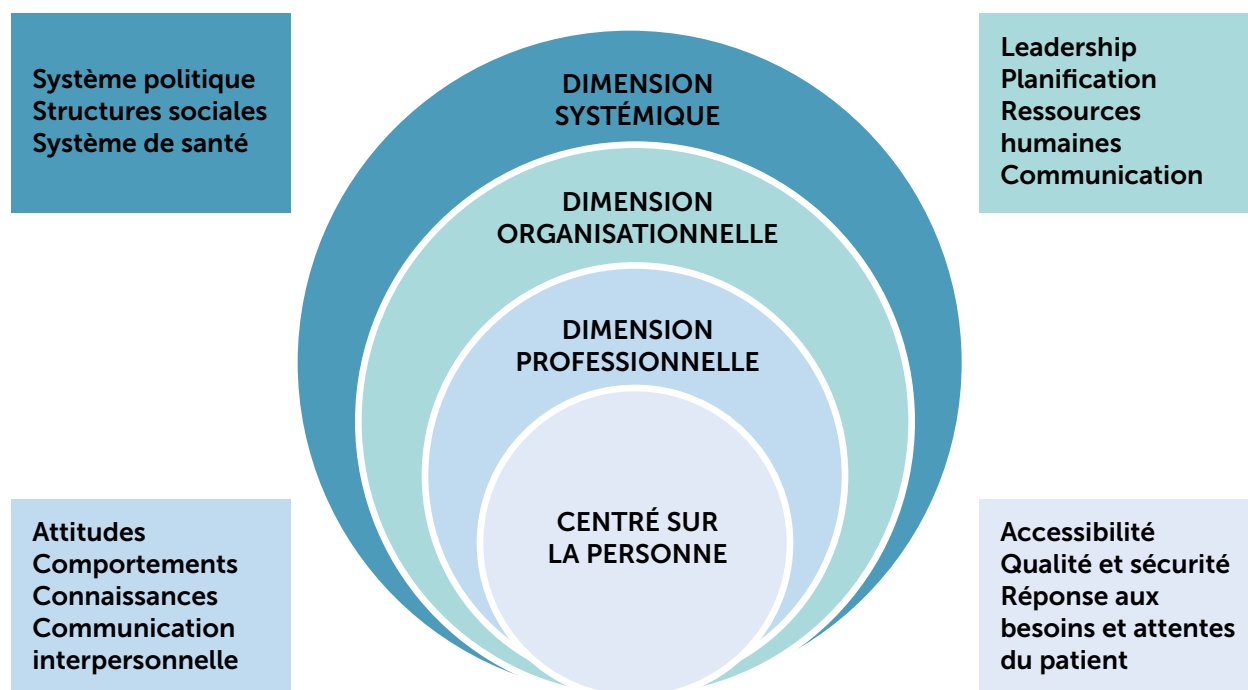 Système politique
Structures sociales
Système de santé
DIMENSION
SYSTÉMIQUE
Leadership
Planification
Ressources
humaines
Communication
DIMENSION
ORGANISATIONNELLE
DIMENSION
PROFESSIONNELLE
Attitudes
Comportements
Connaissances
Communication
interpersonnelle
CENTRÉ SUR
LA PERSONNE
Accessibilité
Qualité et sécurité
Réponse aux
besoins et attentes
du patient